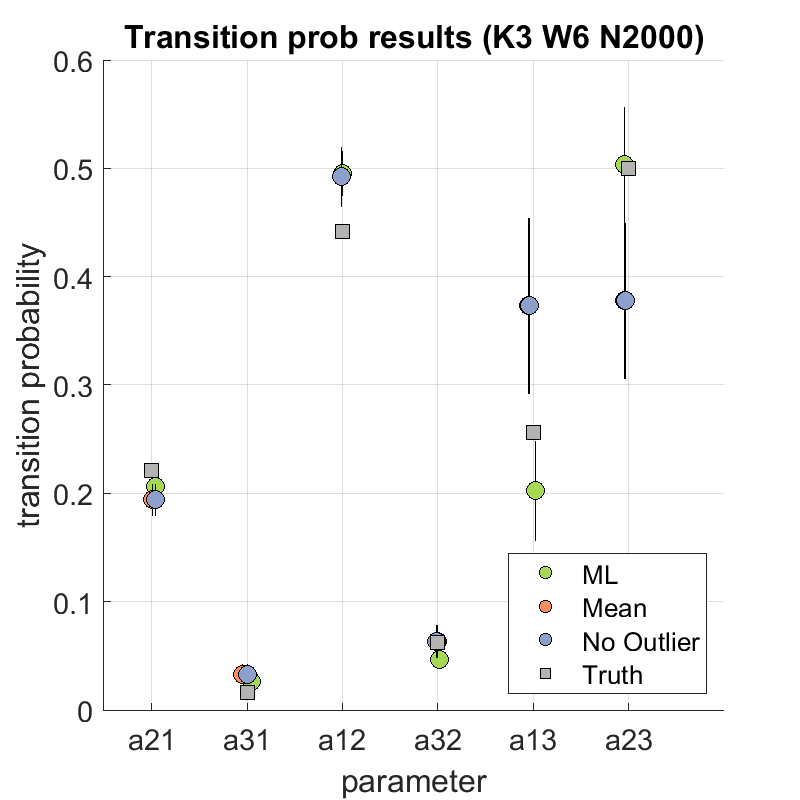 Transition prob results (K3 W6 N2000)
0.6
0.5
0.4
0.3
0.2
0.1
0
transition probability
ML
Mean
No Outlier
Truth
a21 a31 a12 a32 a13 a23
parameter